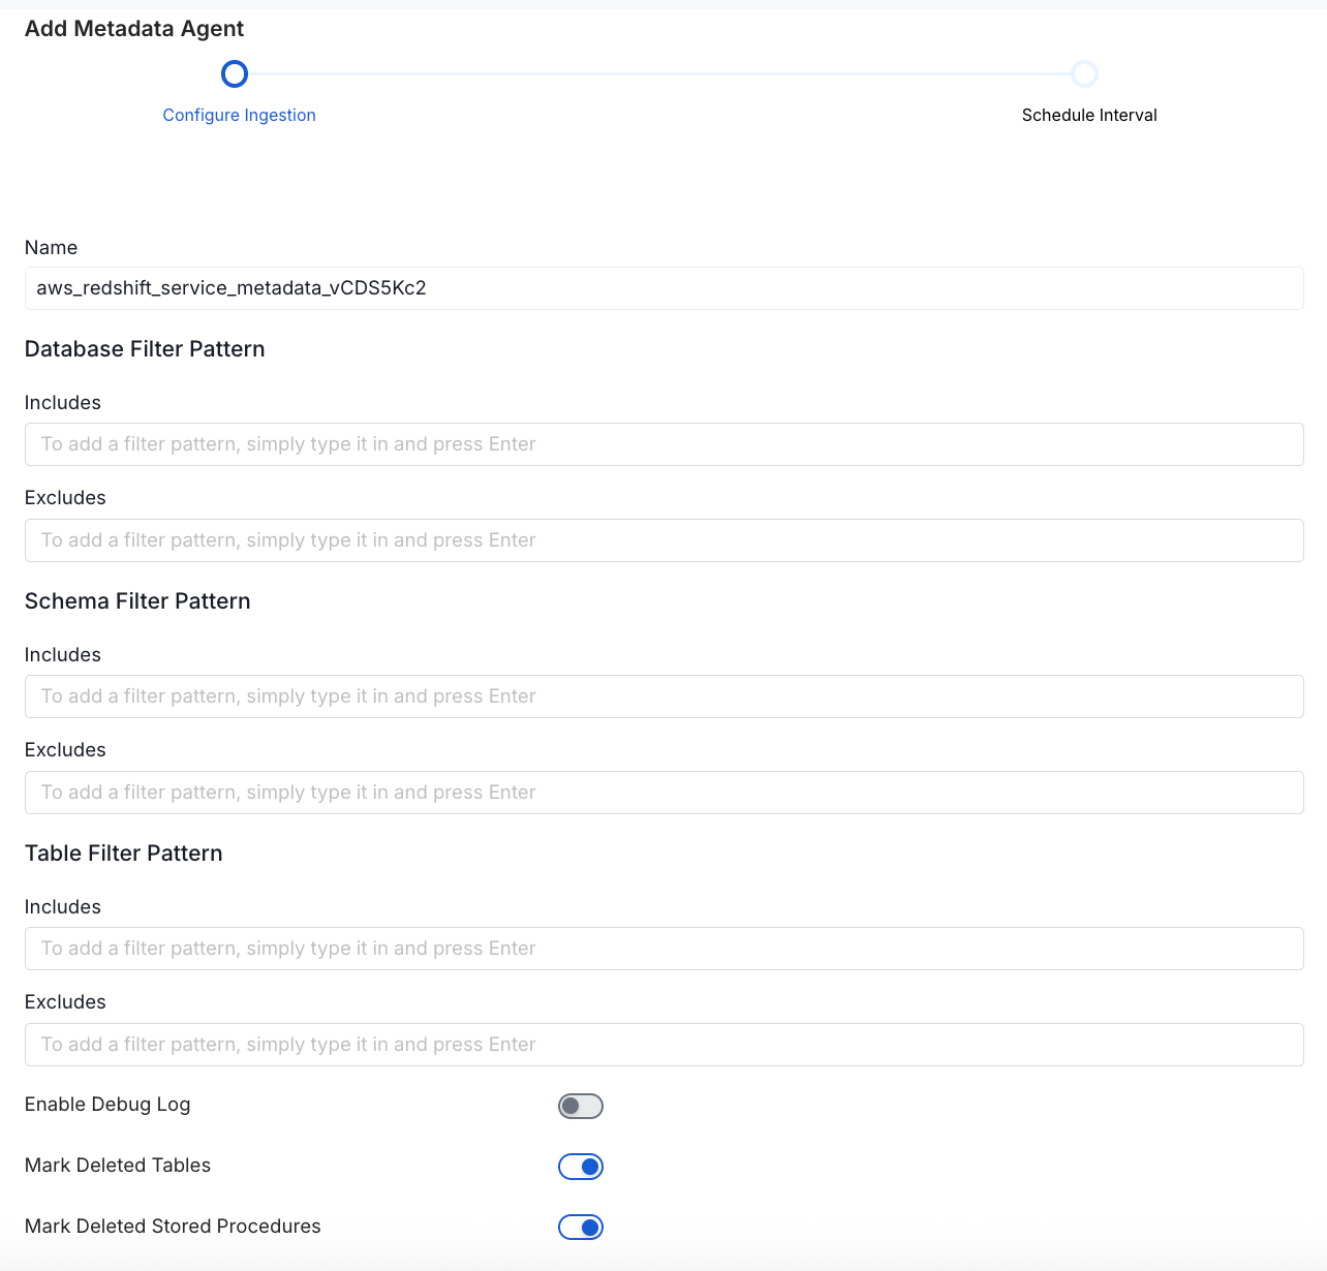 Add Metadata Agent
Configure Ingestion
Schedule Interval
Name
aws_redshift_service_metadata_vCDS5Kc2
Database Filter Pattern
Includes
To add a filter pattern, simply type it in and press Enter
Excludes
To add a filter pattern, simply type it in and press Enter
Schema Filter Pattern
Includes
To add a filter pattern, simply type it in and press Enter
Excludes
To add a filter pattern, simply type it in and press Enter
Table Filter Pattern
Includes
To add a filter pattern, simply type it in and press Enter
Excludes
To add a filter pattern, simply type it in and press Enter
Enable Debug Log
Mark Deleted Tables
Mark Deleted Stored Procedures